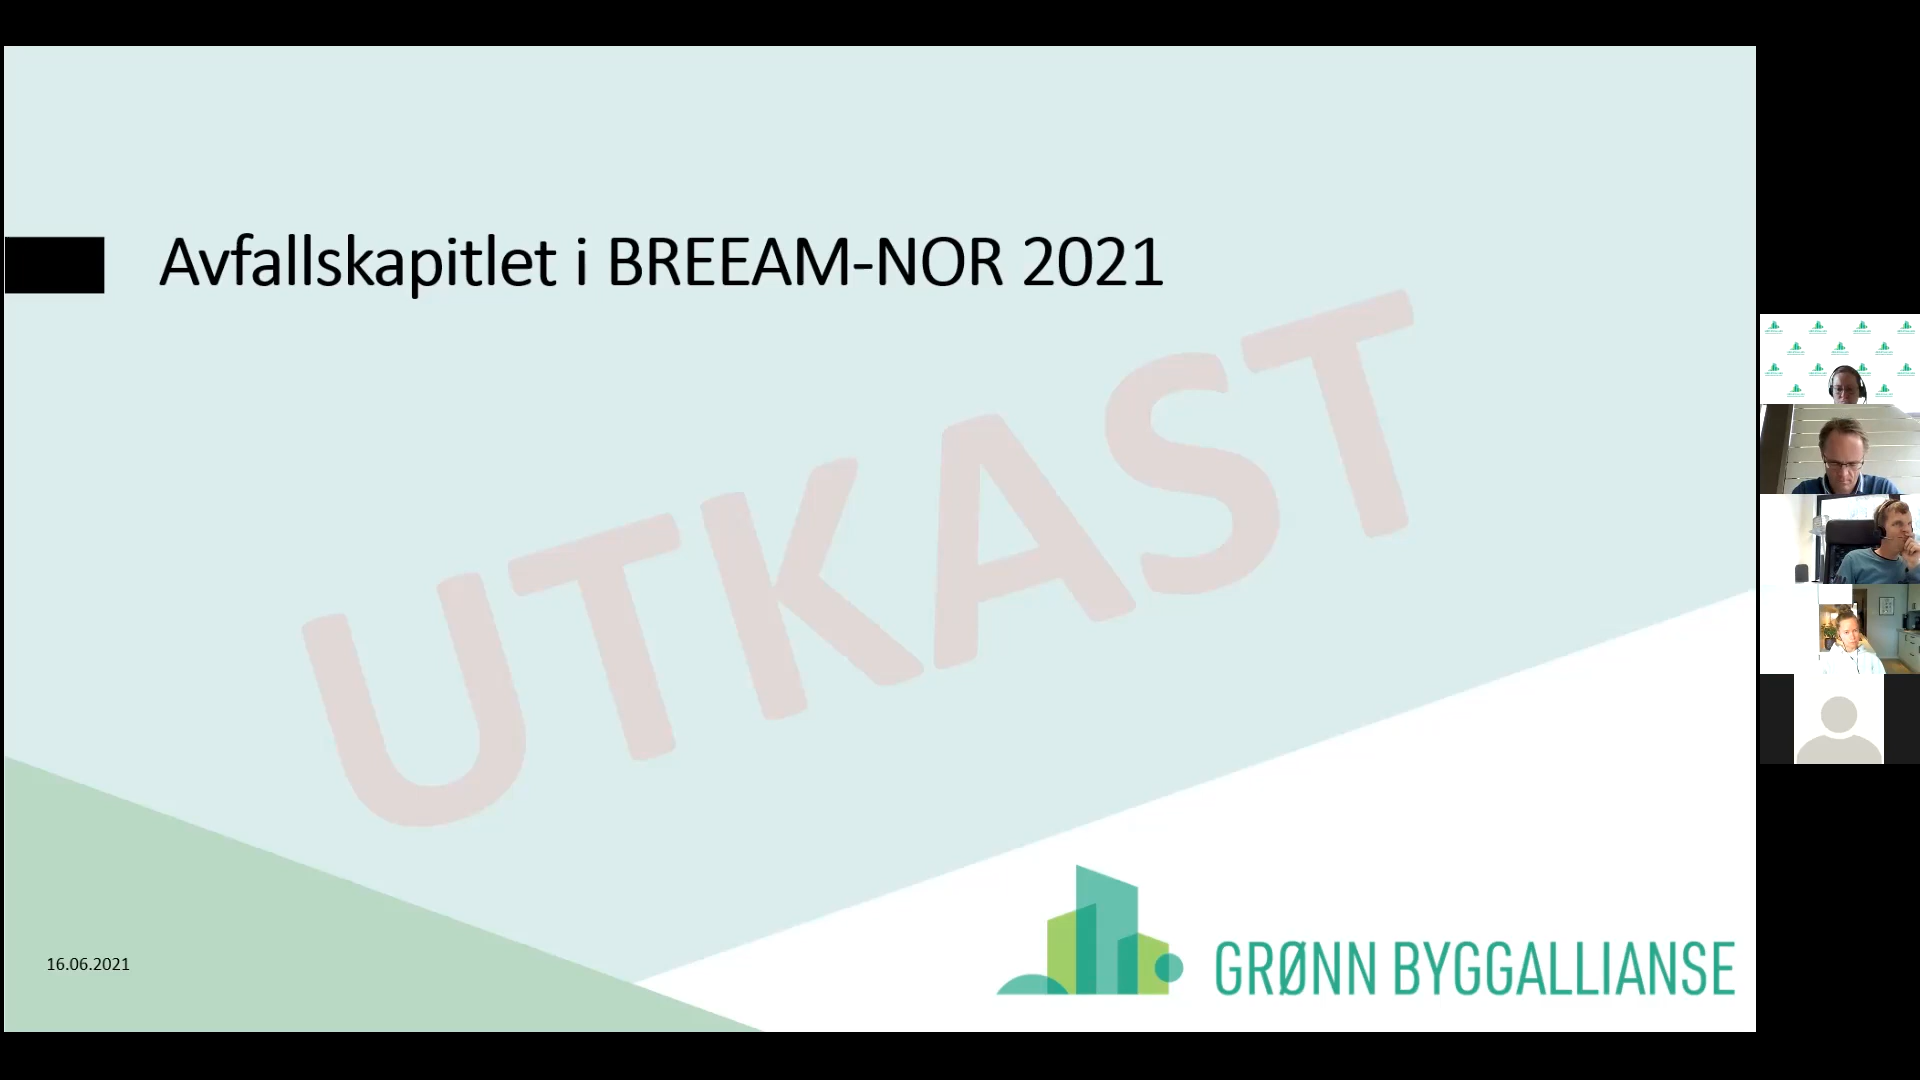 Avfallskapitlet i BREEAM-NOR 2021
UTKAST
16.06.2021
GRØNN BYGGALLIANSE